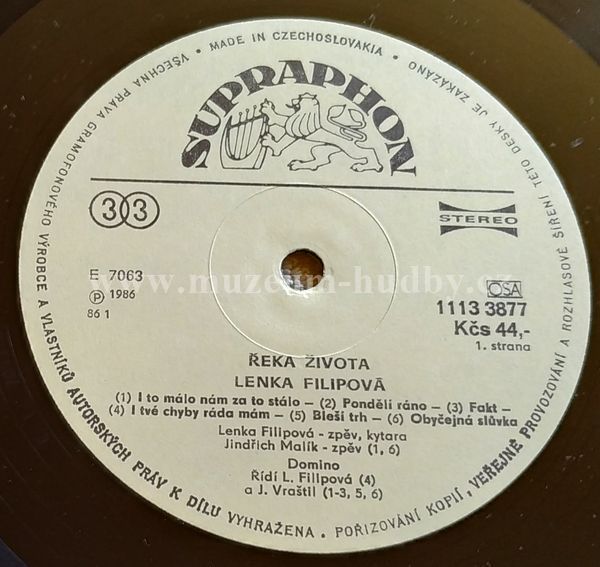 VŠECHNA PRÁVA GRAMOFONOVÉHO VÝROBCE A VLASTNÍKŮ AUTORSKÝCH PRÁV K DÍLU VYHRAŽENA. • POŘIZOVÁNÍ KOPIÍ, VEŘEJNÉ PROVOZOVÁNÍ A ROZHLASOVÉ ŠÍŘENÍ TÉTO DESKY JE ZAKÁZÁNO • MADE IN CZECHOSLOVAKIA •
SUPRAPHON
33
STEREO
E 7063
℗ 1986
86 1
www.muzeum-hudby.cz
OSA
1113 3877
Kčs 44,-
1. strana
ŘEKA ŽIVOTA
LENKA FILIPOVÁ
(1) I to málo nám za to stálo – (2) Pondělí ráno – (3) Fakt –
(4) I tvé chyby ráda mám – (5) Bleší trh – (6) Obyčejná slůvka
Lenka Filipová - zpěv, kytara
Jindřich Malík - zpěv (1, 6)
Domino
Řídí L. Filipová (4)
a J. Vraštil (1-3, 5, 6)